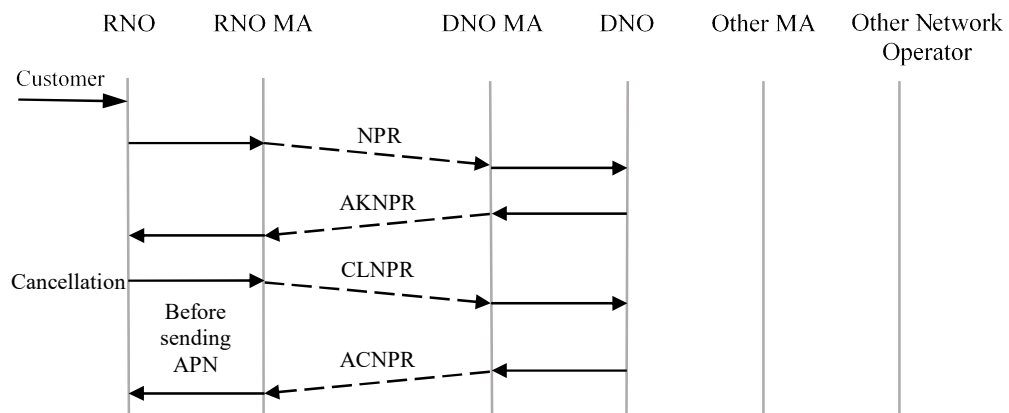 RNO RNO MA DNO MA DNO Other MA Other Network
Operator
Customer
NPR
AKNPR
Cancellation CLNPR
Before
sending
APN
ACNPR